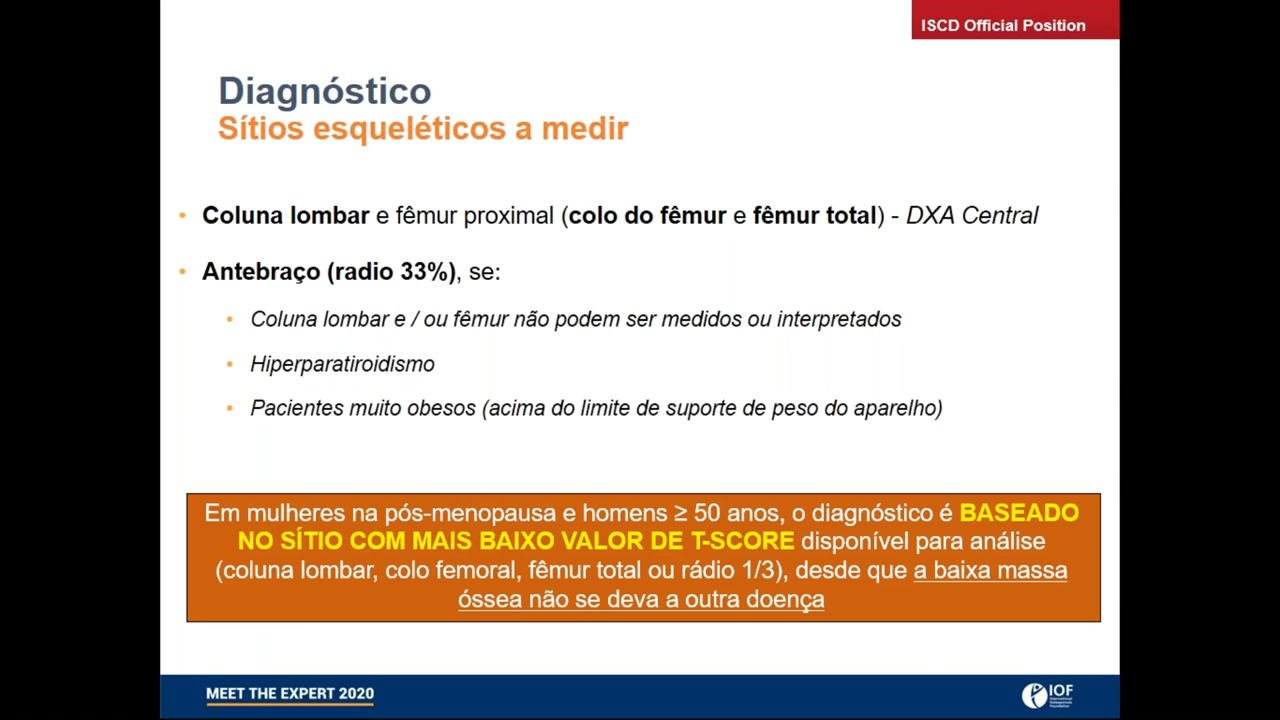 ISCD Official Position
Diagnóstico
Sítios esqueléticos a medir
• Coluna lombar e fêmur proximal (colo do fêmur e fêmur total) - DXA Central
• Antebraço (radio 33%), se:
• Coluna lombar e / ou fêmur não podem ser medidos ou interpretados
• Hiperparatiroidismo
• Pacientes muito obesos (acima do limite de suporte de peso do aparelho)
Em mulheres na pós-menopausa e homens ≥ 50 anos, o diagnóstico é BASEADO
NO SÍTIO COM MAIS BAIXO VALOR DE T-SCORE disponível para análise
(coluna lombar, colo femoral, fêmur total ou rádio 1/3), desde que a baixa massa
óssea não se deva a outra doença
MEET THE EXPERT 2020
IOF
International
Osteoporosis
Foundation